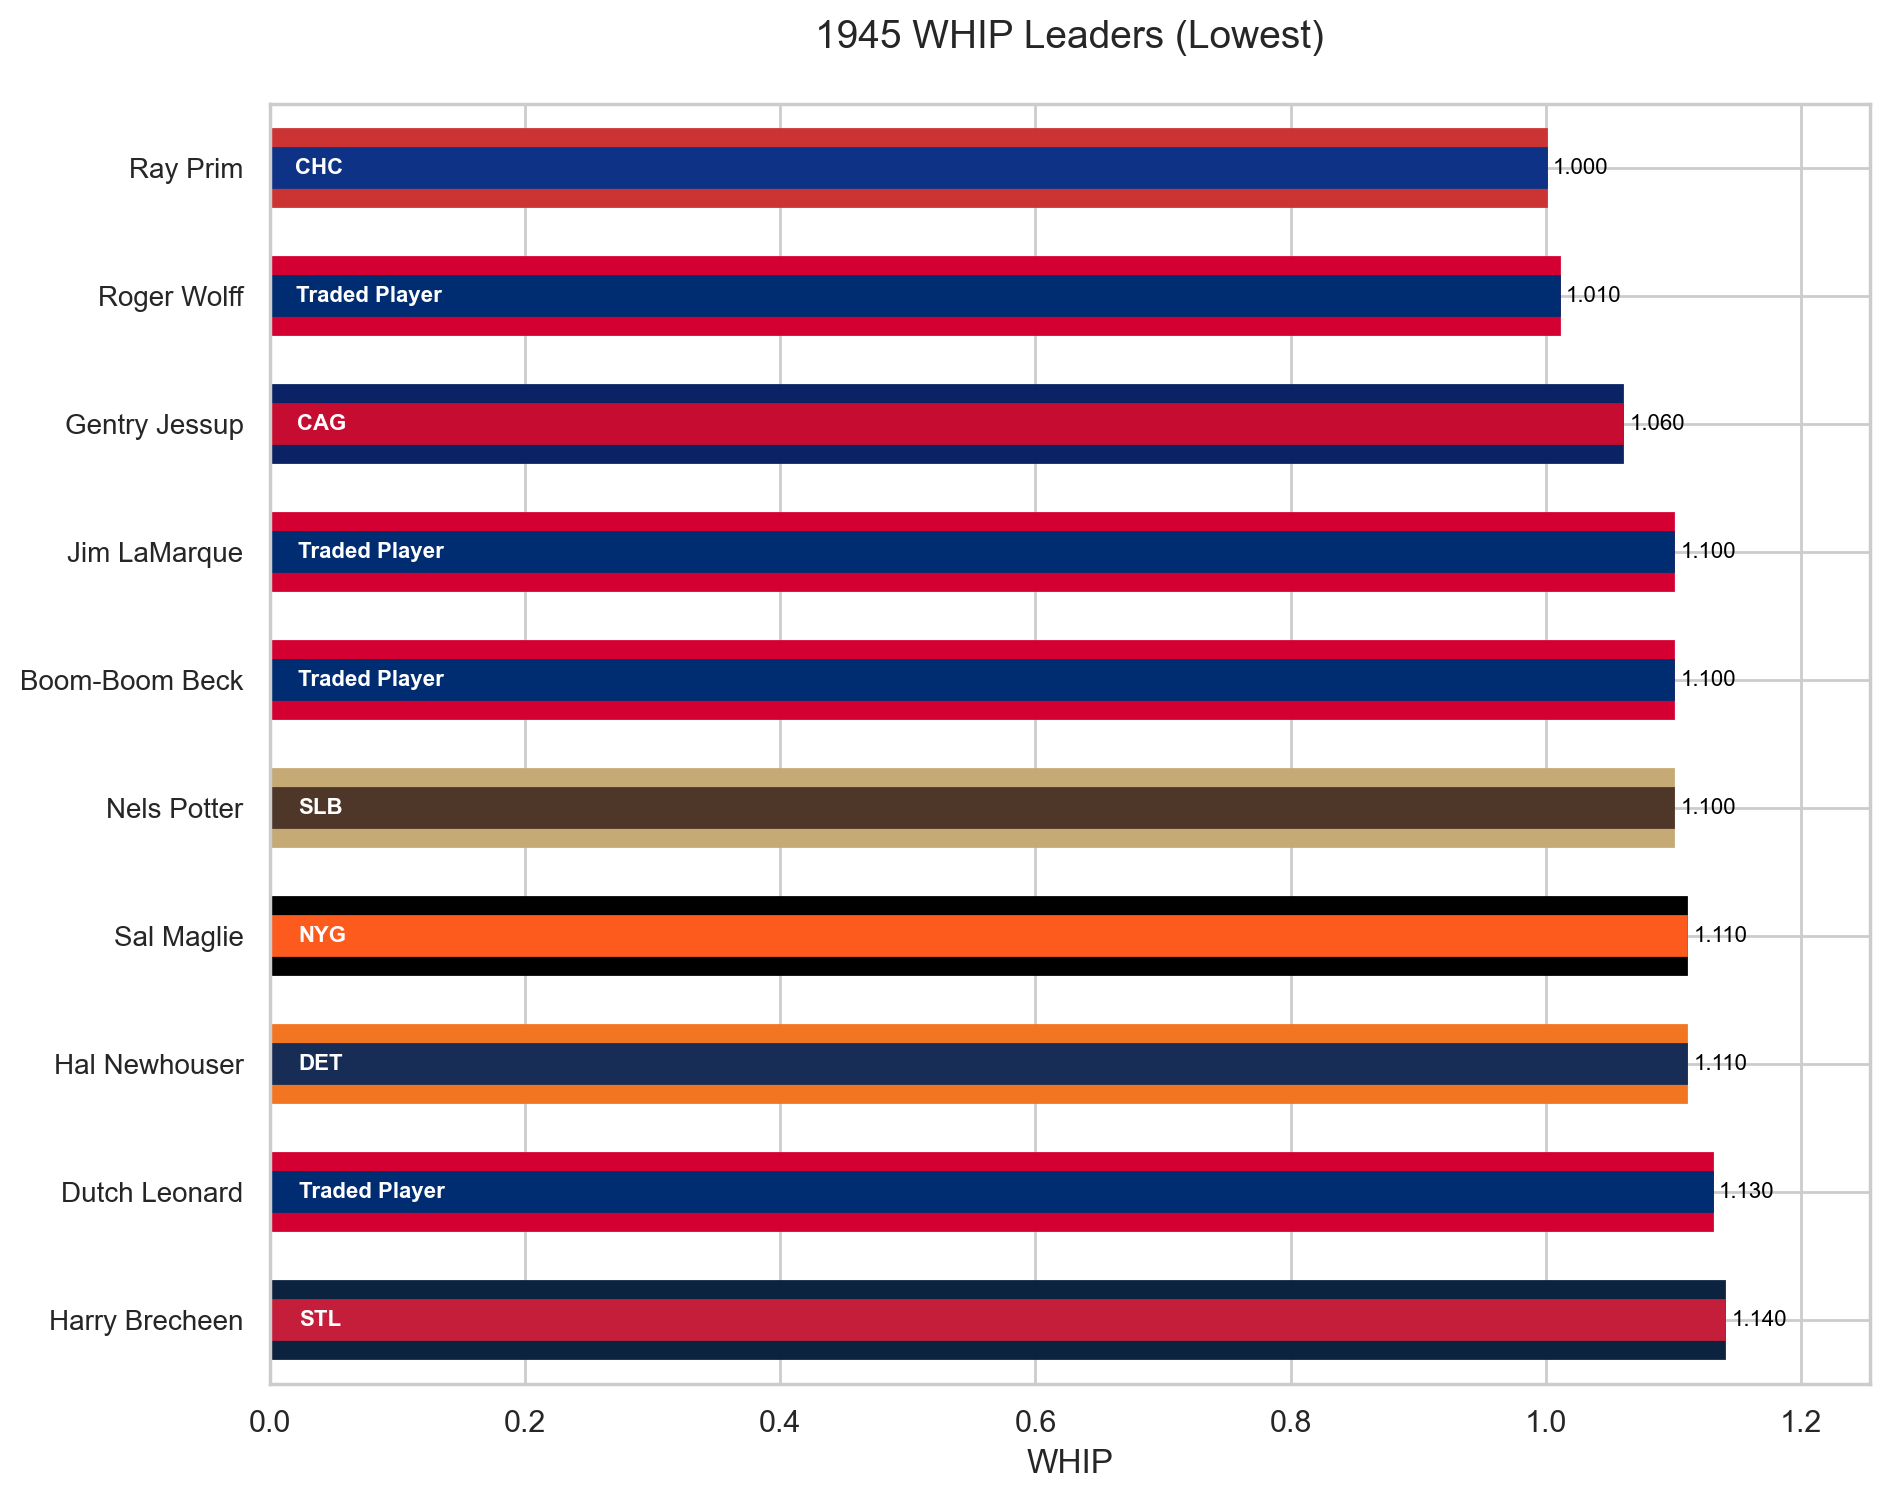 1945 WHIP Leaders (Lowest)
Ray Prim CHC 1.000
Roger Wolff Traded Player 1.010
Gentry Jessup CAG 1.060
Jim LaMarque Traded Player 1.100
Boom-Boom Beck Traded Player 1.100
Nels Potter SLB 1.100
Sal Maglie NYG 1.110
Hal Newhouser DET 1.110
Dutch Leonard Traded Player 1.130
Harry Brecheen STL 1.140
0.0 0.2 0.4 0.6 0.8 1.0 1.2
WHIP